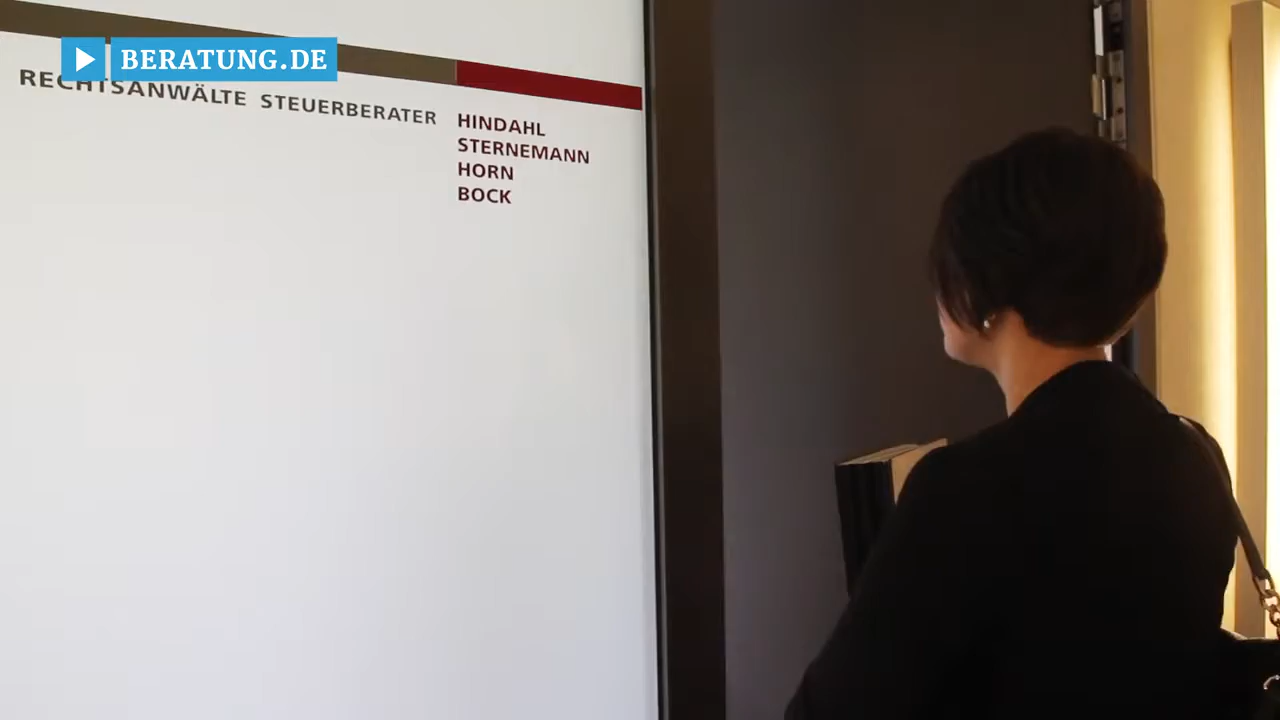 BERATUNG.DE
RECHTSANWÄLTE STEUERBERATER
HINDAHL
STERNEMANN
HORN
BOCK